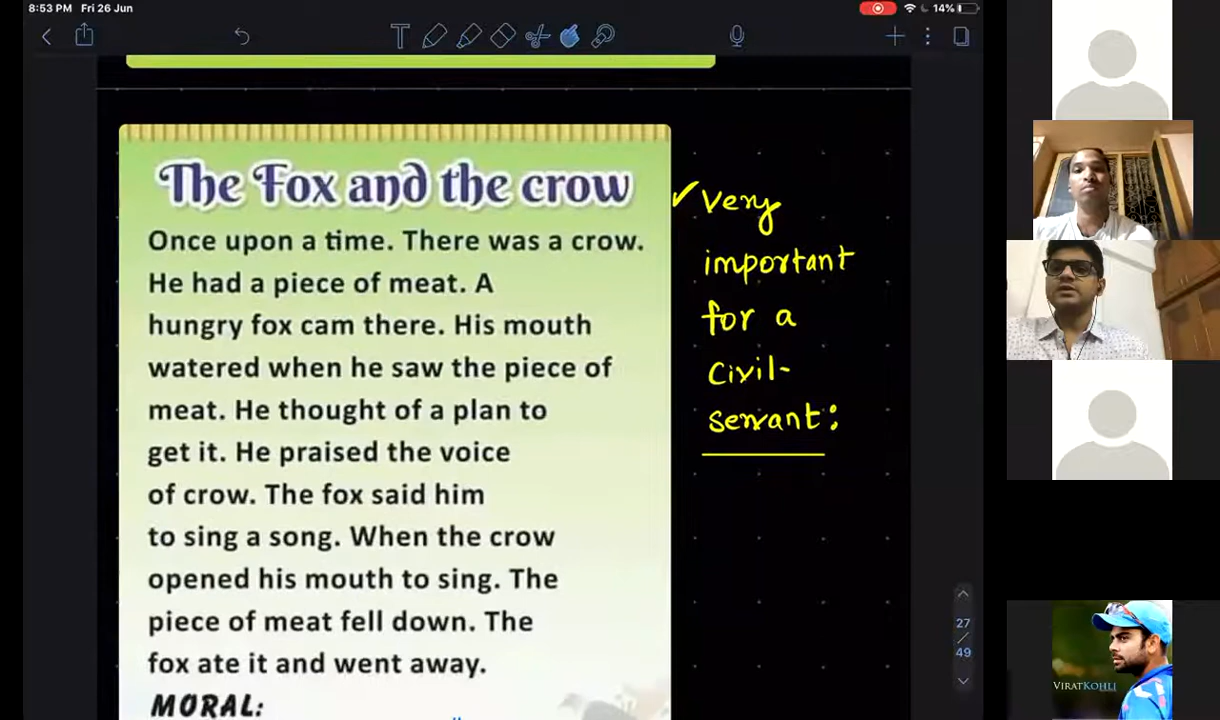 8:53 PM Fri 26 Jun
14%
The Fox and the crow
Once upon a time. There was a crow.
He had a piece of meat. A
hungry fox cam there. His mouth
watered when he saw the piece of
meat. He thought of a plan to
get it. He praised the voice
of crow. The fox said him
to sing a song. When the crow
opened his mouth to sing. The
piece of meat fell down. The
fox ate it and went away.
MORAL:
✓ Very
important
for a
civil-
servant:
27
/
49
VIRATKOHLI